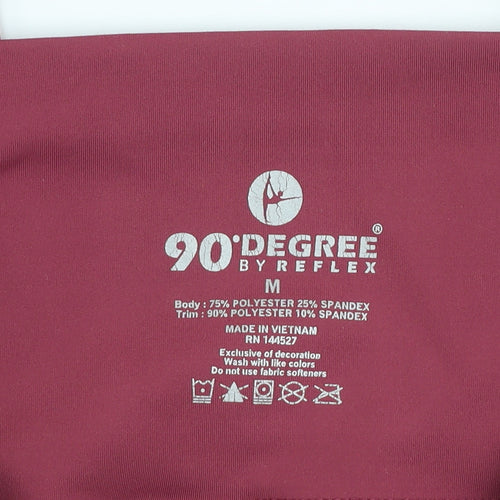 90°DEGREE®
BY REFLEX
M
Body : 75% POLYESTER 25% SPANDEX
Trim : 90% POLYESTER 10% SPANDEX
MADE IN VIETNAM
RN 144527
Exclusive of decoration
Wash with like colors
Do not use fabric softeners